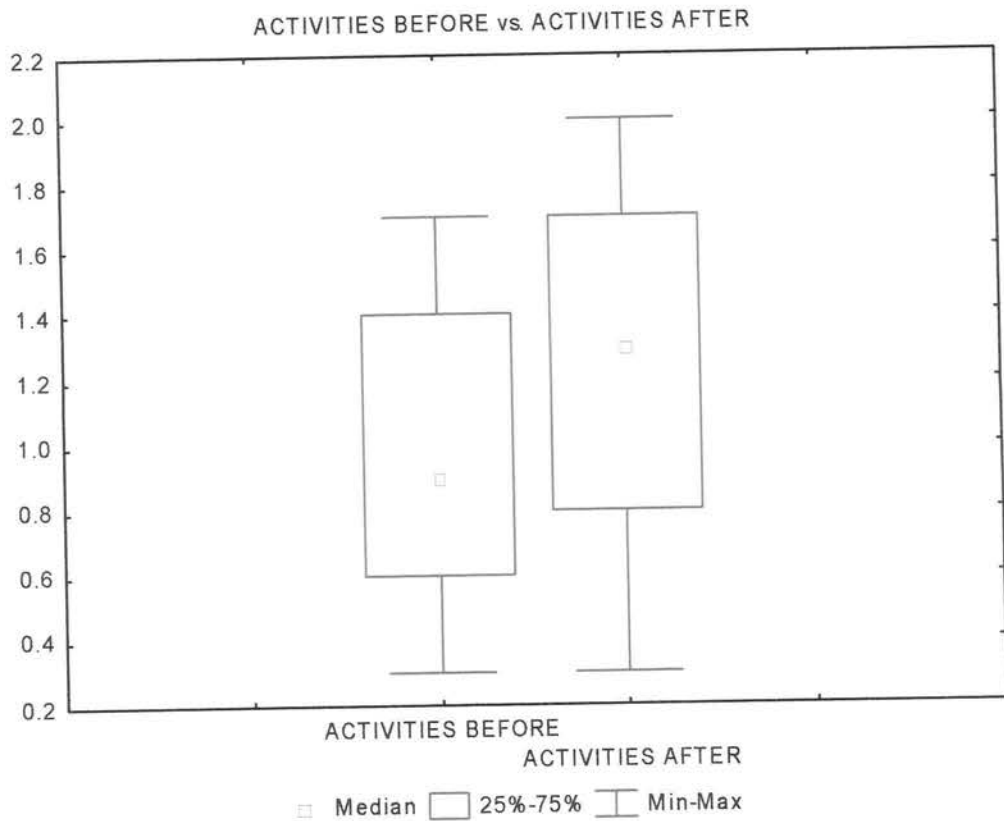 ACTIVITIES BEFORE vs. ACTIVITIES AFTER
2.2
2.0
1.8
1.6
1.4
1.2
1.0
0.8
0.6
0.4
0.2
ACTIVITIES BEFORE
ACTIVITIES AFTER
Median 25%-75% Min-Max